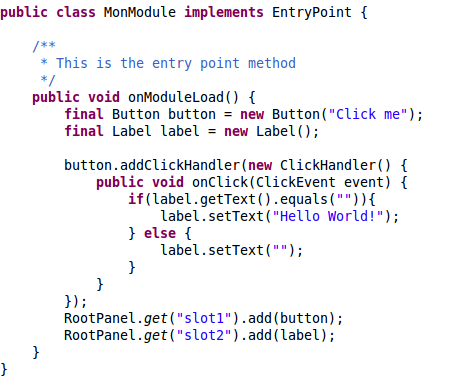 public class MonModule implements EntryPoint {
/**
* This is the entry point method
*/
public void onModuleLoad() {
final Button button = new Button("Click me");
final Label label = new Label();
button.addClickHandler(new ClickHandler() {
public void onClick(ClickEvent event) {
if(label.getText().equals("")){
label.setText("Hello World!");
} else {
label.setText("");
}
}
});
RootPanel.get("slot1").add(button);
RootPanel.get("slot2").add(label);
}
}